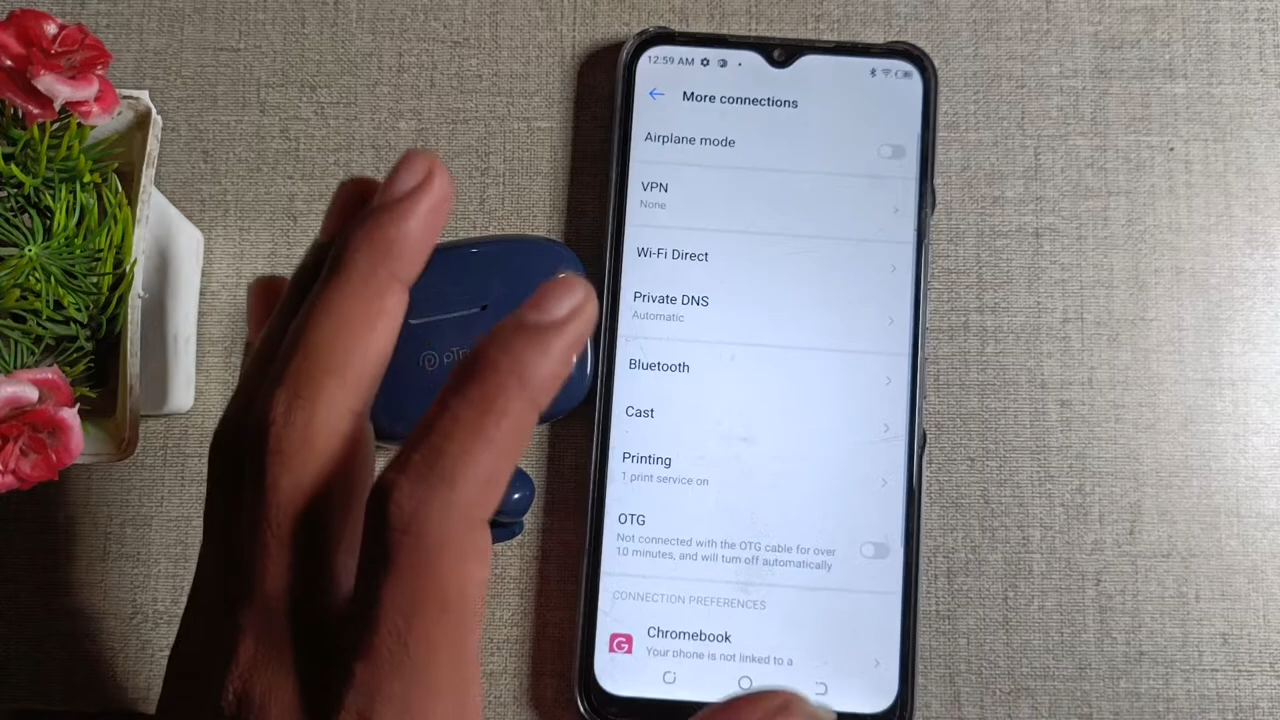 12:59 AM
More connections
Airplane mode
VPN
None
Wi-Fi Direct
Private DNS
Automatic
Bluetooth
Cast
Printing
1 print service on
OTG
Not connected with the OTG cable for over
10 minutes, and will turn off automatically
CONNECTION PREFERENCES
Chromebook
Your phone is not linked to a